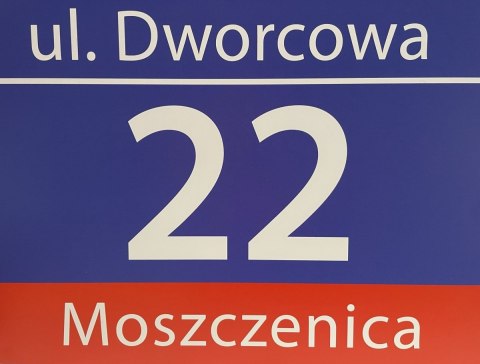 ul. Dworcowa
22
Moszczenica